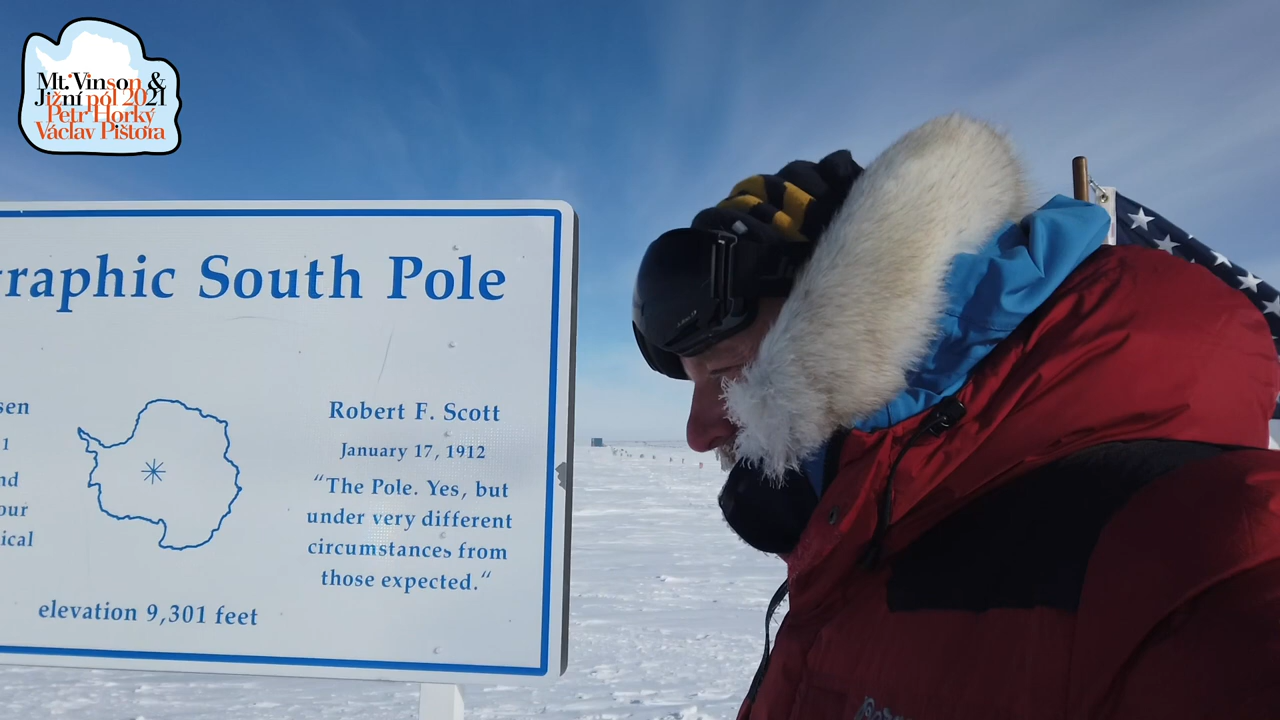 Mt. Vinson &
Jižní pól 2021
Petr Horký
Václav Pištora
raphic South Pole
sen
1
nd
our
ical
Robert F. Scott
January 17, 1912
“The Pole. Yes, but
under very different
circumstances from
those expected.“
elevation 9,301 feet